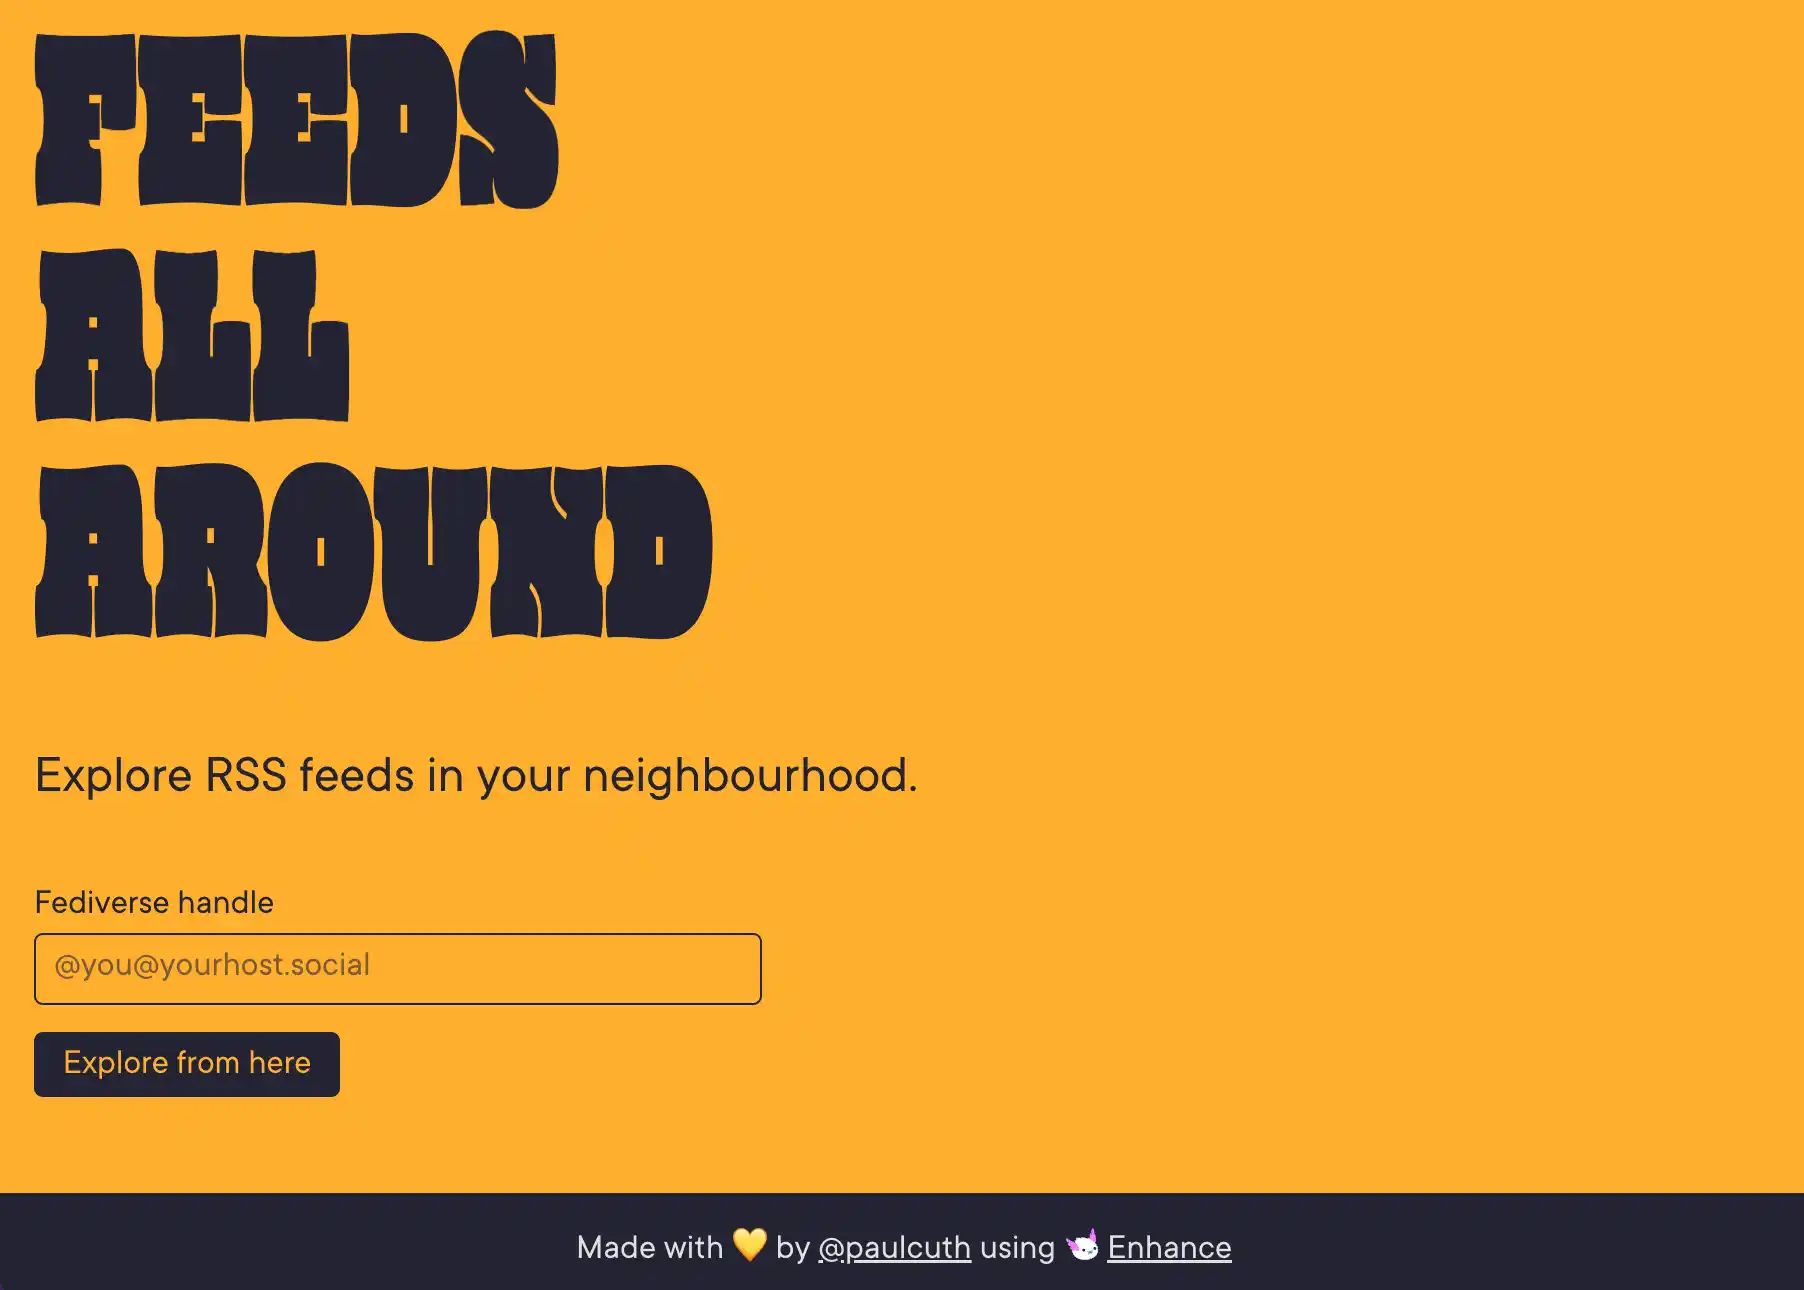 FEEDS
ALL
AROUND
Explore RSS feeds in your neighbourhood.
Fediverse handle
@you@yourhost.social
Explore from here
Made with 💛 by @paulcuth using Enhance